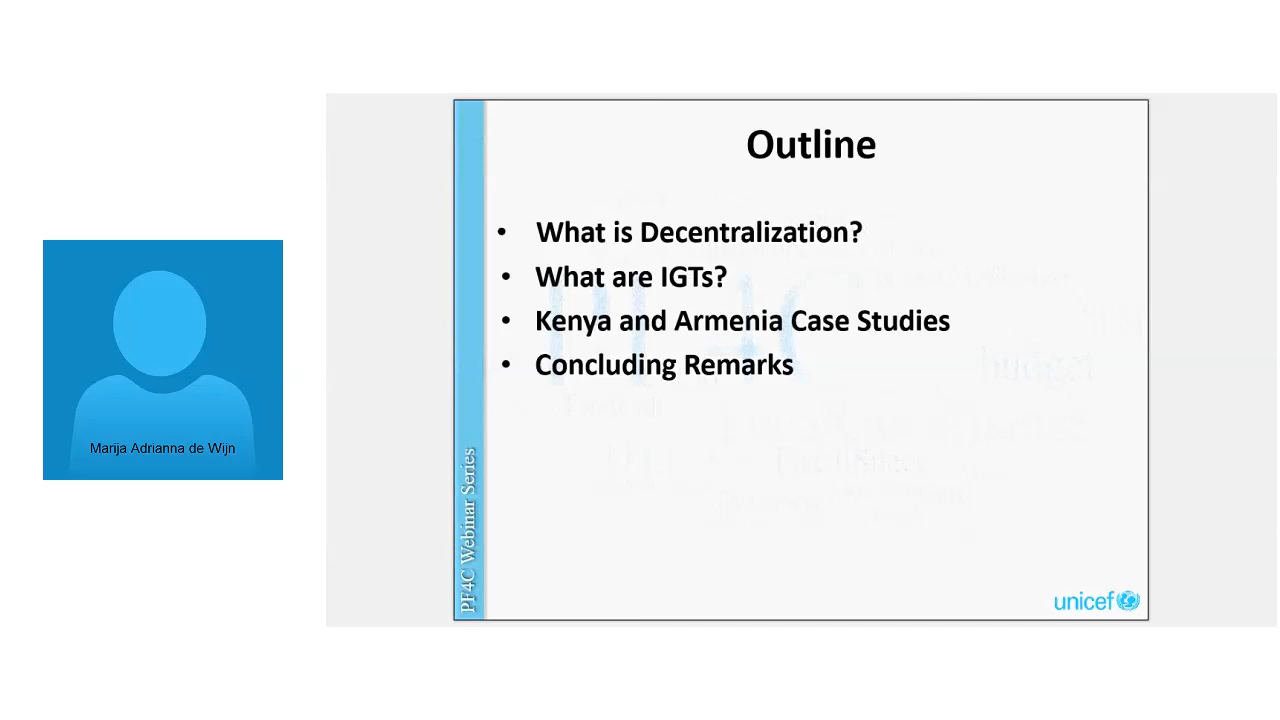 Outline
• What is Decentralization?
• What are IGTs?
• Kenya and Armenia Case Studies
• Concluding Remarks
budget
Marija Adrianna de Wijn
PF4C Webinar Series
unicef